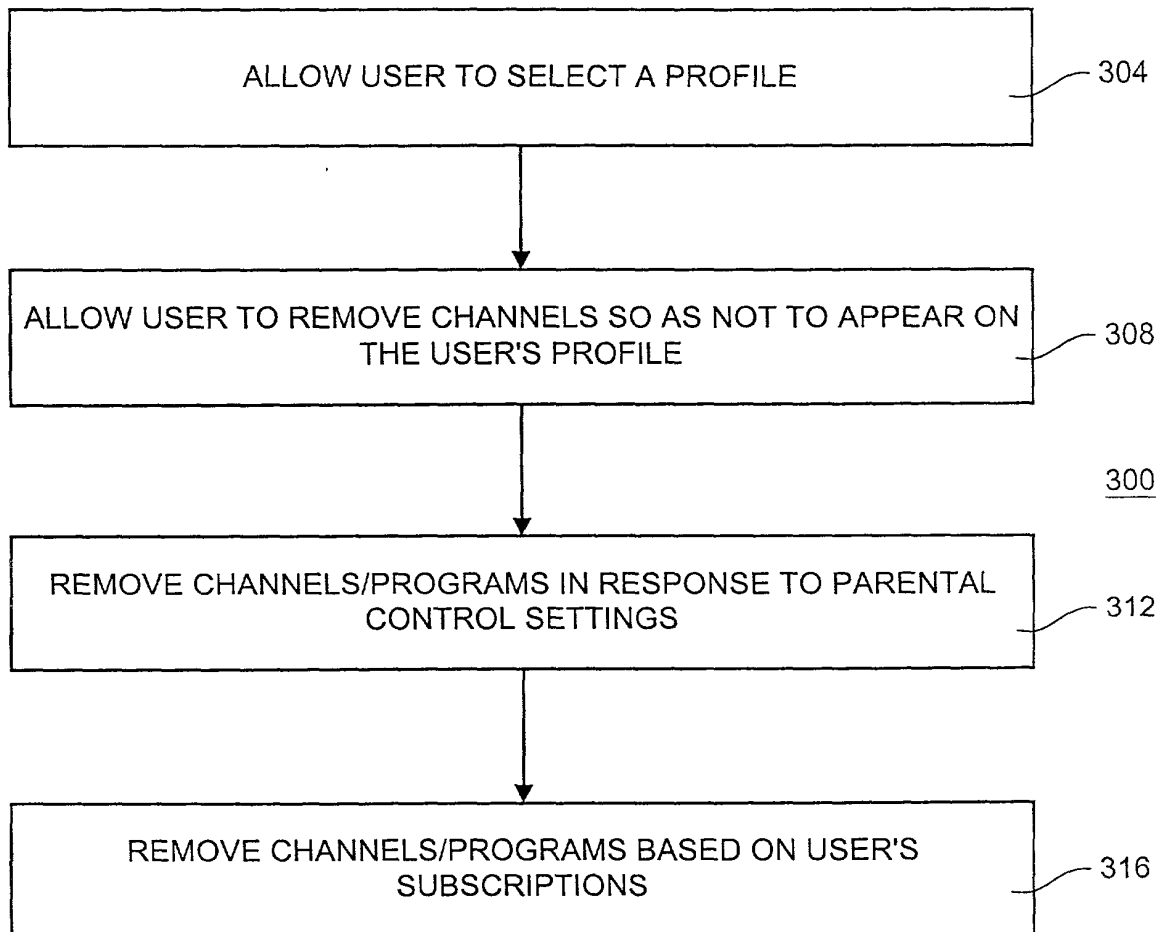 ALLOW USER TO SELECT A PROFILE
304
ALLOW USER TO REMOVE CHANNELS SO AS NOT TO APPEAR ON
THE USER'S PROFILE
308
300
REMOVE CHANNELS/PROGRAMS IN RESPONSE TO PARENTAL
CONTROL SETTINGS
312
REMOVE CHANNELS/PROGRAMS BASED ON USER'S
SUBSCRIPTIONS
316